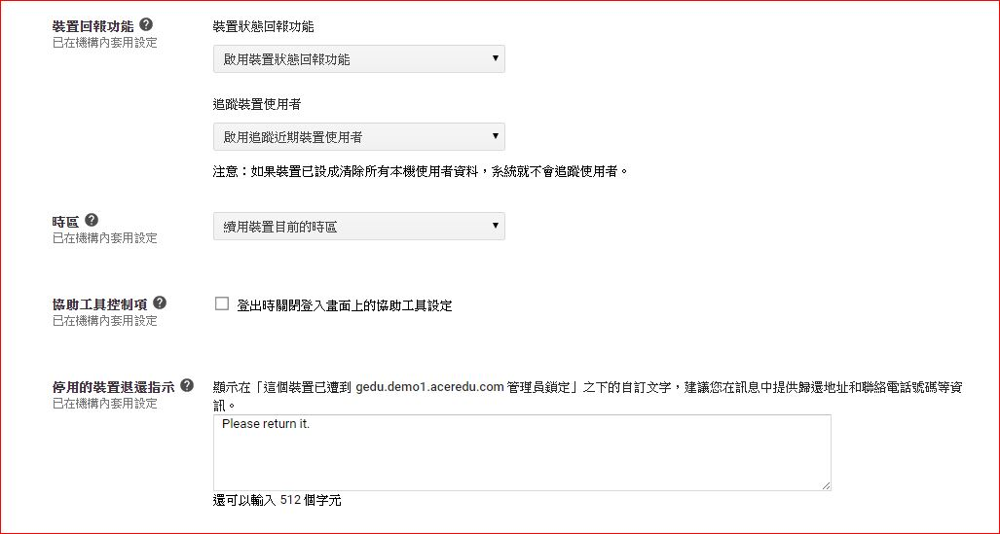 裝置回報功能
已在機構內套用設定
裝置狀態回報功能
啟用裝置狀態回報功能
追蹤裝置使用者
啟用追蹤近期裝置使用者
注意：如果裝置已設成清除所有本機使用者資料，系統就不會追蹤使用者。
時區
已在機構內套用設定
續用裝置目前的時區
協助工具控制項
已在機構內套用設定
登出時關閉登入畫面上的協助工具設定
停用的裝置退還指示
已在機構內套用設定
顯示在「這個裝置已遭到 gedu.demo1.aceredu.com 管理員鎖定」之下的自訂文字，建議您在訊息中提供歸還地址和聯絡電話號碼等資
訊。
Please return it.
還可以輸入 512 個字元